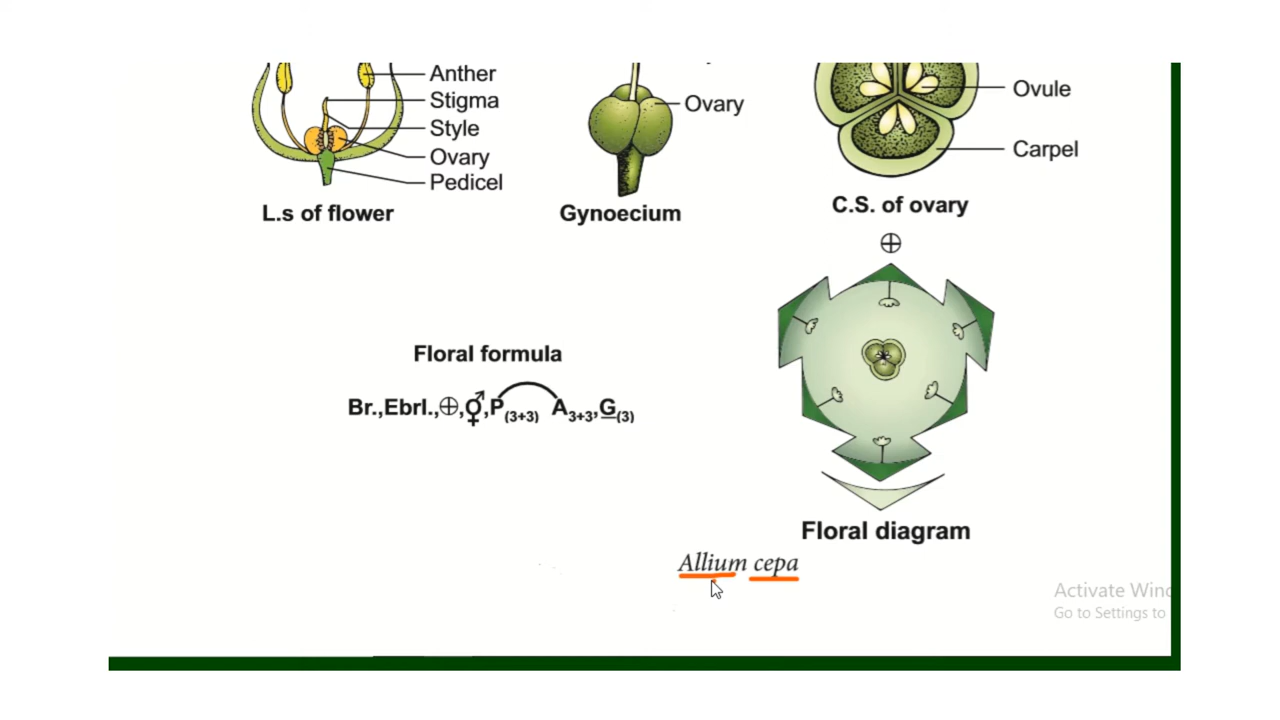 Anther
Stigma
Style
Ovary
Pedicel
L.s of flower
Ovary
Gynoecium
Ovule
Carpel
C.S. of ovary
Floral formula
Br.,Ebrl.,⊕,⚥,P(3+3) A3+3,G(3)
Floral diagram
Allium cepa
Activate Wind
Go to Settings to